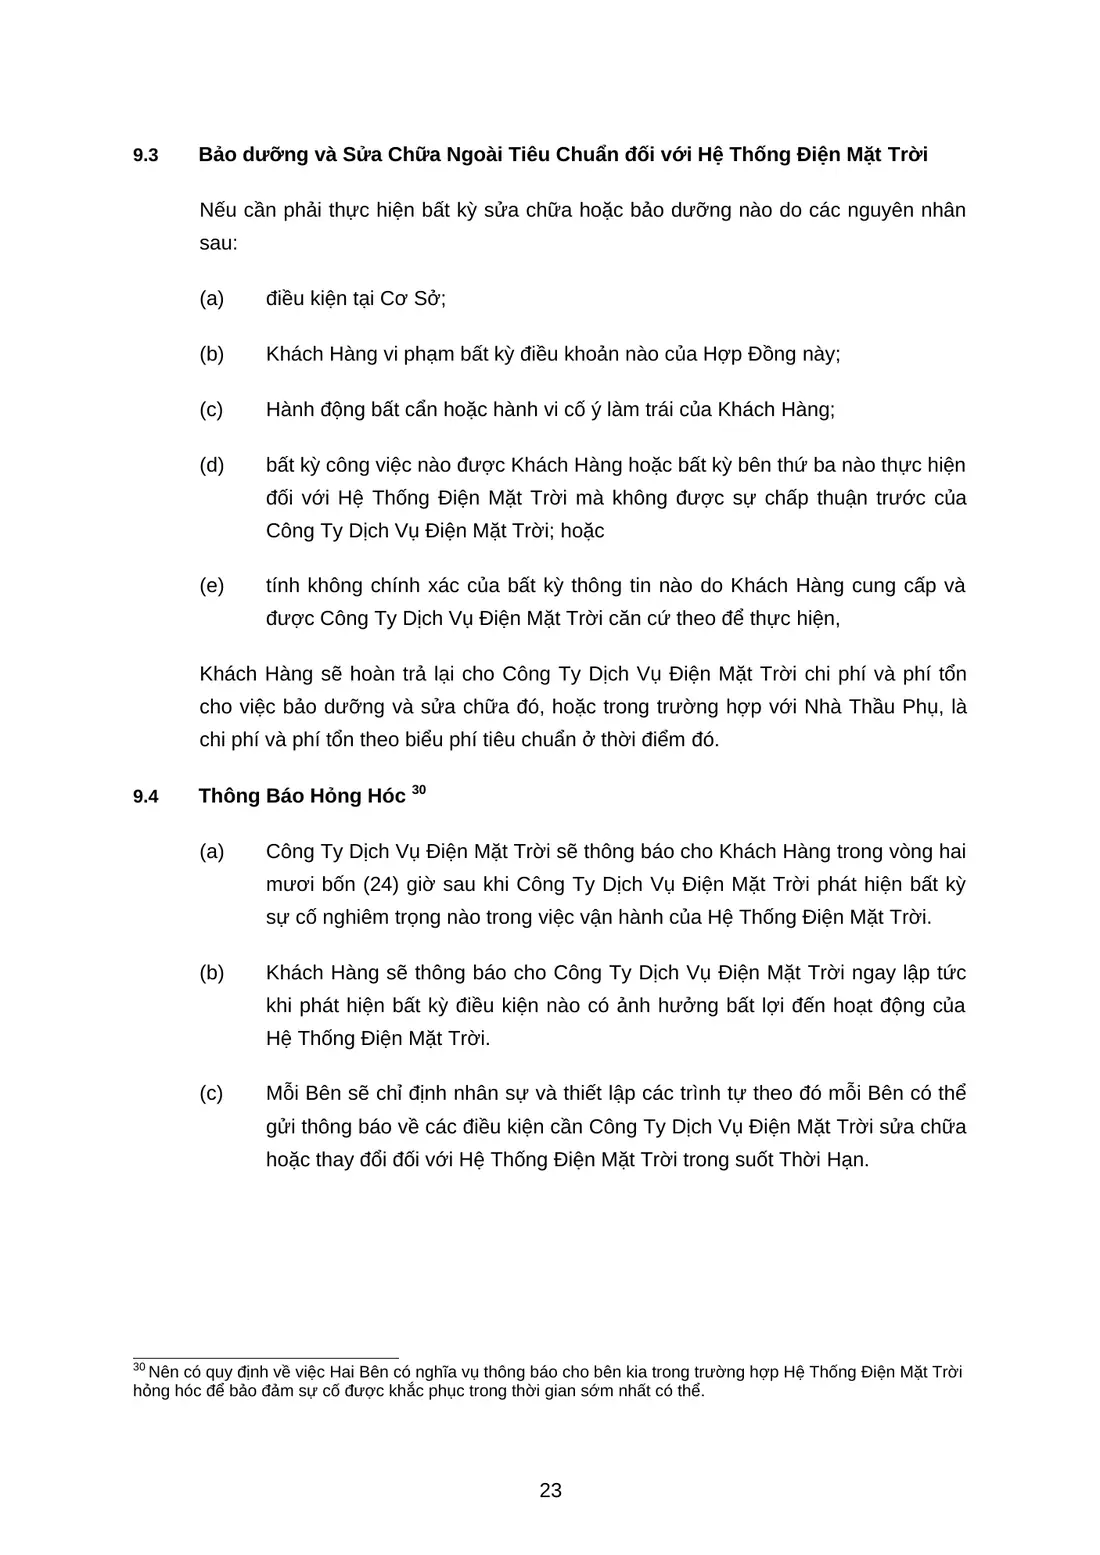 9.3 Bảo dưỡng và Sửa Chữa Ngoài Tiêu Chuẩn đối với Hệ Thống Điện Mặt Trời
Nếu cần phải thực hiện bất kỳ sửa chữa hoặc bảo dưỡng nào do các nguyên nhân
sau:
(a) điều kiện tại Cơ Sở;
(b) Khách Hàng vi phạm bất kỳ điều khoản nào của Hợp Đồng này;
(c) Hành động bất cẩn hoặc hành vi cố ý làm trái của Khách Hàng;
(d) bất kỳ công việc nào được Khách Hàng hoặc bất kỳ bên thứ ba nào thực hiện
đối với Hệ Thống Điện Mặt Trời mà không được sự chấp thuận trước của
Công Ty Dịch Vụ Điện Mặt Trời; hoặc
(e) tính không chính xác của bất kỳ thông tin nào do Khách Hàng cung cấp và
được Công Ty Dịch Vụ Điện Mặt Trời căn cứ theo để thực hiện,
Khách Hàng sẽ hoàn trả lại cho Công Ty Dịch Vụ Điện Mặt Trời chi phí và phí tổn
cho việc bảo dưỡng và sửa chữa đó, hoặc trong trường hợp với Nhà Thầu Phụ, là
chi phí và phí tổn theo biểu phí tiêu chuẩn ở thời điểm đó.
9.4 Thông Báo Hỏng Hóc 30
(a) Công Ty Dịch Vụ Điện Mặt Trời sẽ thông báo cho Khách Hàng trong vòng hai
mươi bốn (24) giờ sau khi Công Ty Dịch Vụ Điện Mặt Trời phát hiện bất kỳ
sự cố nghiêm trọng nào trong việc vận hành của Hệ Thống Điện Mặt Trời.
(b) Khách Hàng sẽ thông báo cho Công Ty Dịch Vụ Điện Mặt Trời ngay lập tức
khi phát hiện bất kỳ điều kiện nào có ảnh hưởng bất lợi đến hoạt động của
Hệ Thống Điện Mặt Trời.
(c) Mỗi Bên sẽ chỉ định nhân sự và thiết lập các trình tự theo đó mỗi Bên có thể
gửi thông báo về các điều kiện cần Công Ty Dịch Vụ Điện Mặt Trời sửa chữa
hoặc thay đổi đối với Hệ Thống Điện Mặt Trời trong suốt Thời Hạn.
30 Nên có quy định về việc Hai Bên có nghĩa vụ thông báo cho bên kia trong trường hợp Hệ Thống Điện Mặt Trời
hỏng hóc để bảo đảm sự cố được khắc phục trong thời gian sớm nhất có thể.
23